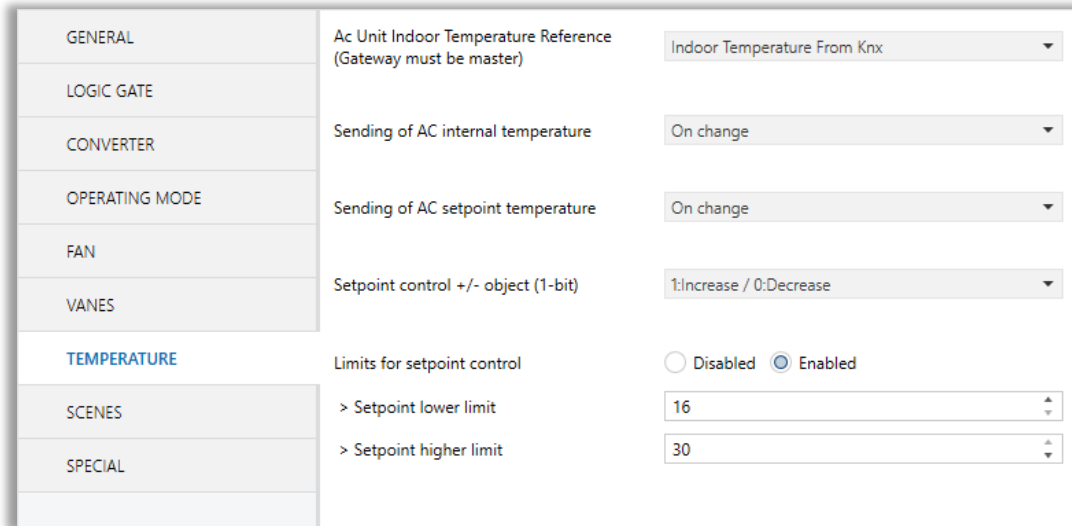 GENERAL
LOGIC GATE
CONVERTER
OPERATING MODE
FAN
VANES
TEMPERATURE
SCENES
SPECIAL
Ac Unit Indoor Temperature Reference
(Gateway must be master)
Indoor Temperature From Knx
Sending of AC internal temperature
On change
Sending of AC setpoint temperature
On change
Setpoint control +/- object (1-bit)
1:Increase / 0:Decrease
Limits for setpoint control
Disabled
Enabled
> Setpoint lower limit
16
> Setpoint higher limit
30